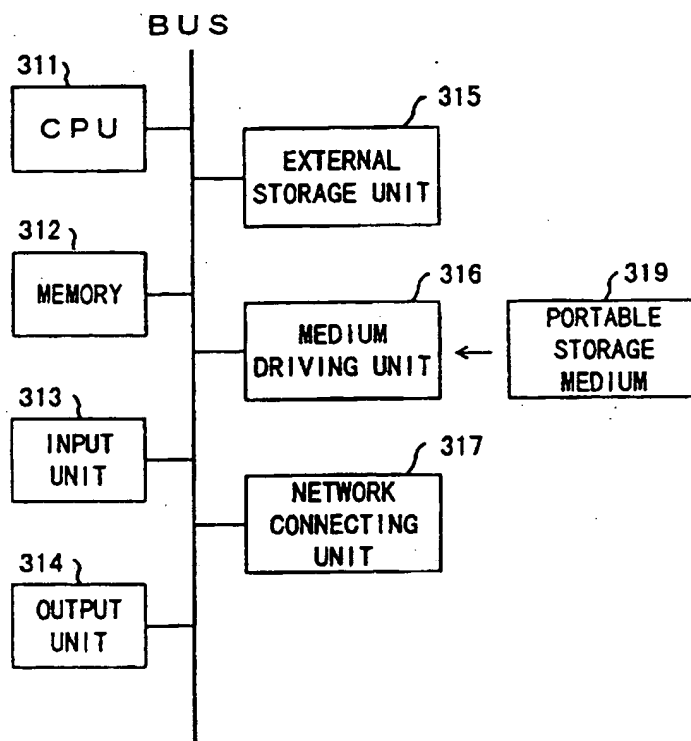 BUS
311
CPU
315
EXTERNAL
STORAGE UNIT
312
MEMORY
316
MEDIUM
DRIVING UNIT
319
PORTABLE
STORAGE
MEDIUM
313
INPUT
UNIT
317
NETWORK
CONNECTING
UNIT
314
OUTPUT
UNIT